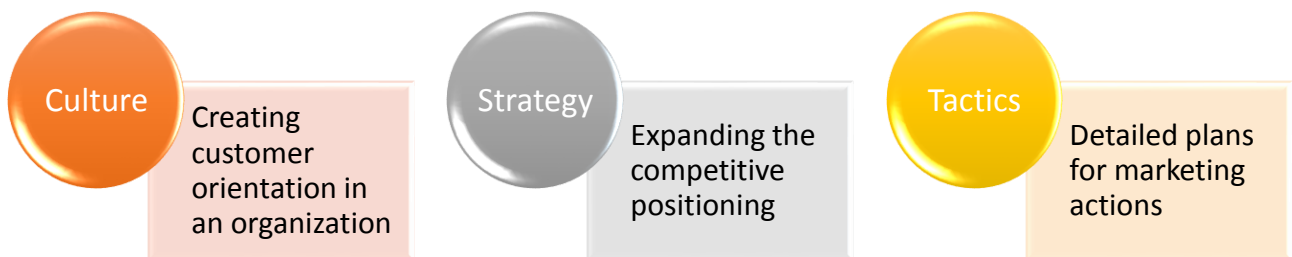 Culture
Creating
customer
orientation in
an organization
Strategy
Expanding the
competitive
positioning
Tactics
Detailed plans
for marketing
actions